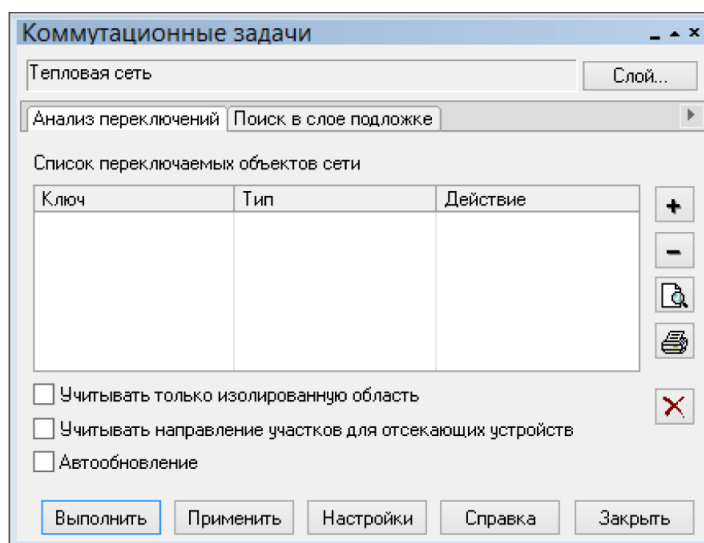 Коммутационные задачи
Тепловая сеть Слой...
Анализ переключений Поиск в слое подложке
Список переключаемых объектов сети
Ключ Тип Действие
Учитывать только изолированную область
Учитывать направление участков для отсекающих устройств
Автообновление
Выполнить Применить Настройки Справка Закрыть